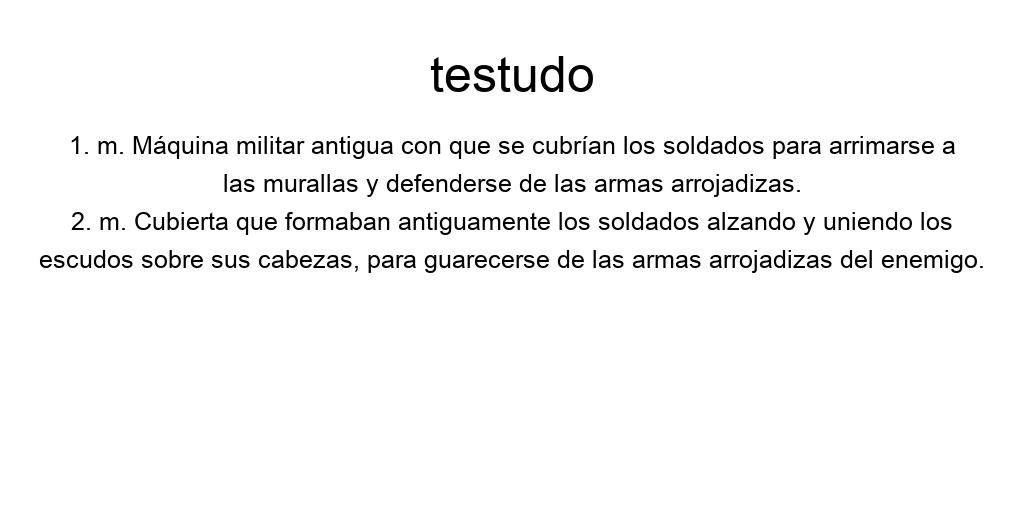 testudo
1. m. Máquina militar antigua con que se cubrían los soldados para arrimarse a
las murallas y defenderse de las armas arrojadizas.
2. m. Cubierta que formaban antiguamente los soldados alzando y uniendo los
escudos sobre sus cabezas, para guarecerse de las armas arrojadizas del enemigo.